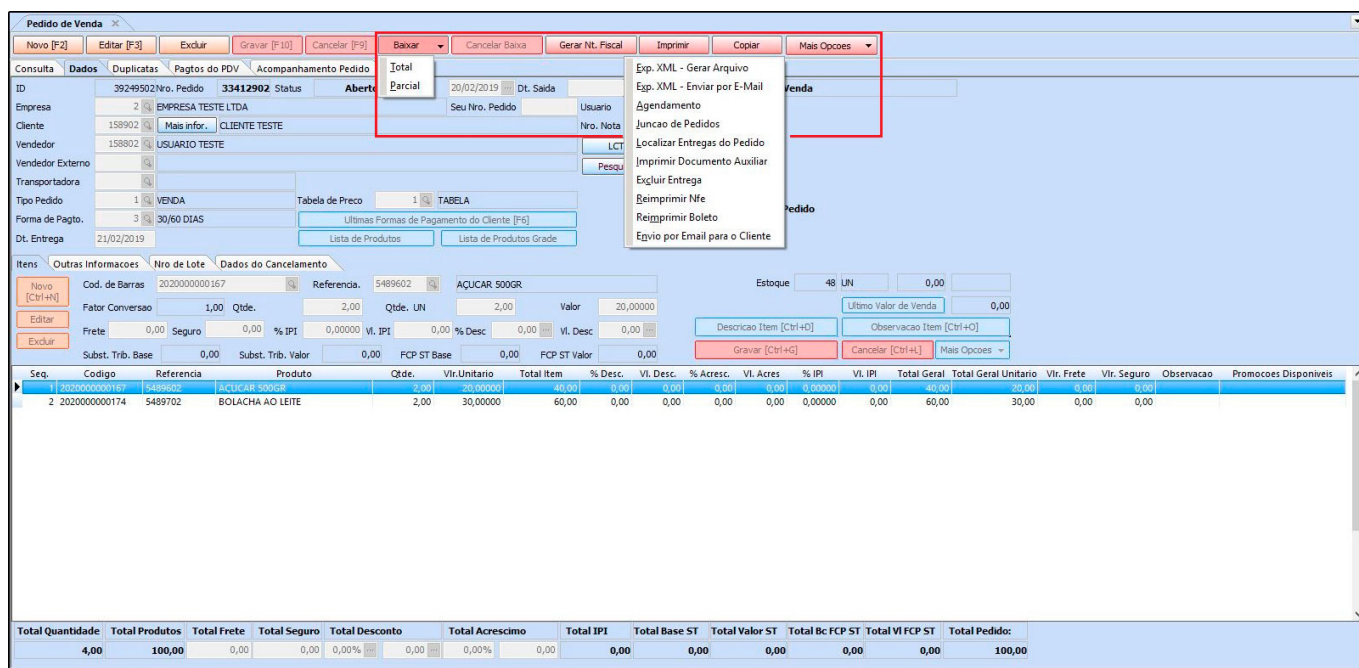 Pedido de Venda
Novo [F2] Editar [F3] Excluir Gravar [F10] Cancelar [F9] Baixar Cancelar Baixa Gerar Nt. Fiscal Imprimir Copiar Mais Opcoes
Consulta Dados Duplicatas Pagtos do PDV Acompanhamento Pedido
Total
Parcial
Exp. XML - Gerar Arquivo
Exp. XML - Enviar por E-Mail
Agendamento
Juncao de Pedidos
Localizar Entregas do Pedido
Imprimir Documento Auxiliar
Excluir Entrega
Reimprimir Nfe
Reimprimir Boleto
Envio por Email para o Cliente
ID 39249502 Nro. Pedido 33412902 Status Abert 20/02/2019 Dt. Saida Venda
Empresa 2 EMPRESA TESTE LTDA Seu Nro. Pedido Usuario
Cliente 158902 Mais infor. CLIENTE TESTE Nro. Nota
Vendedor 158802 USUARIO TESTE LCT
Vendedor Externo Pesqu
Transportadora
Tipo Pedido 1 VENDA Tabela de Preco 1 TABELA Pedido
Forma de Pagto. 3 30/60 DIAS Ultimas Formas de Pagamento do Cliente [F6]
Dt. Entrega 21/02/2019 Lista de Produtos Lista de Produtos Grade
Itens Outras Informacoes Nro de Lote Dados do Cancelamento
Novo [Ctrl+N] Cod. de Barras 2020000000167 Referencia. 5489602 AÇUCAR 500GR Estoque 48 UN 0,00
Editar Fator Conversao 1,00 Qtde. 2,00 Qtde. UN 2,00 Valor 20,00000 Ultimo Valor de Venda 0,00
Excluir Frete 0,00 Seguro 0,00 % IPI 0,00000 Vl. IPI 0,00 % Desc 0,00 Vl. Desc 0,00 Descricao Item [Ctrl+D] Observacao Item [Ctrl+O]
Subst. Trib. Base 0,00 Subst. Trib. Valor 0,00 FCP ST Base 0,00 FCP ST Valor 0,00 Gravar [Ctrl+G] Cancelar [Ctrl+L] Mais Opcoes
Seq. Codigo Referencia Produto Qtde. Vlr.Unitario Total Item % Desc. Vl. Desc. % Acresc. Vl. Acres % IPI Vl. IPI Total Geral Total Geral Unitario Vlr. Frete Vlr. Seguro Observacao Promocoes Disponiveis
1 2020000000167 5489602 AÇUCAR 500GR 2,00 20,00000 40,00 0,00 0,00 0,00 0,00 0,00000 0,00 40,00 20,00 0,00 0,00
2 2020000000174 5489702 BOLACHA AO LEITE 2,00 30,00000 60,00 0,00 0,00 0,00 0,00 0,00000 0,00 60,00 30,00 0,00 0,00
Total Quantidade Total Produtos Total Frete Total Seguro Total Desconto Total Acrescimo Total IPI Total Base ST Total Valor ST Total Bc FCP ST Total Vl FCP ST Total Pedido:
4,00 100,00 0,00 0,00 0,00% 0,00 0,00% 0,00 0,00 0,00 0,00 0,00 0,00 100,00